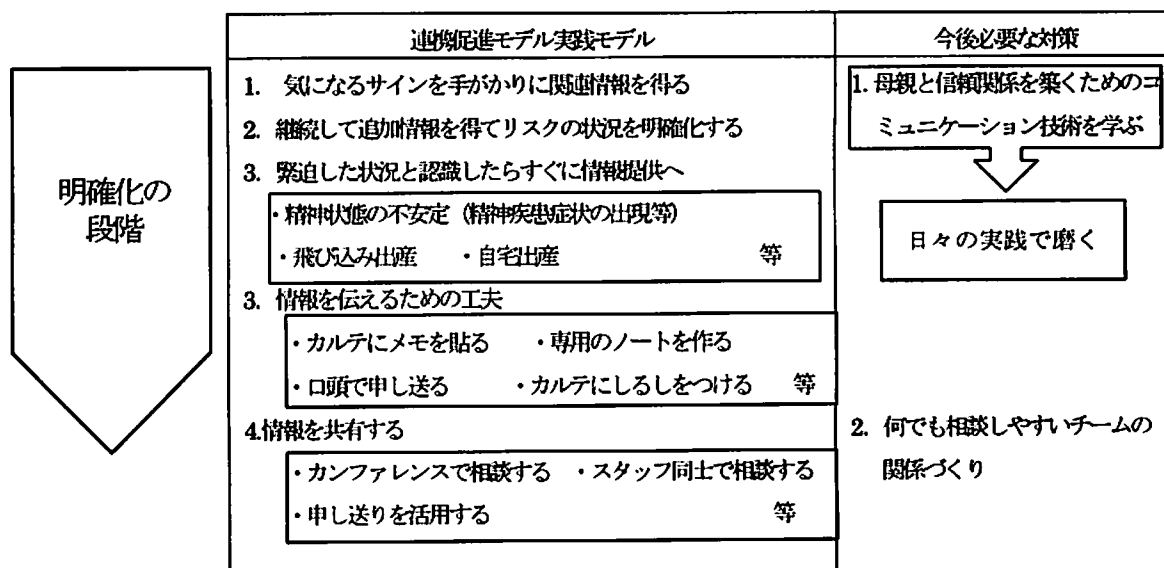 連携促進モデル実践モデル
今後必要な対策
明確化の
段階
1. 気になるサインを手がかりに関連情報を得る
2. 継続して追加情報を得てリスクの状況を明確化する
3. 緊迫した状況と認識したらすぐに情報提供へ
・精神状態の不安定（精神疾患症状の出現等）
・飛び込み出産 ・自宅出産 等
3. 情報を伝えるための工夫
・カルテにメモを貼る ・専用のノートを作る
・口頭で申し送る ・カルテにしるしをつける 等
4.情報を共有する
・カンファレンスで相談する ・スタッフ同士で相談する
・申し送りを活用する 等
1. 母親と信頼関係を築くためのコ
ミュニケーション技術を学ぶ
日々の実践で磨く
2. 何でも相談しやすいチームの
関係づくり